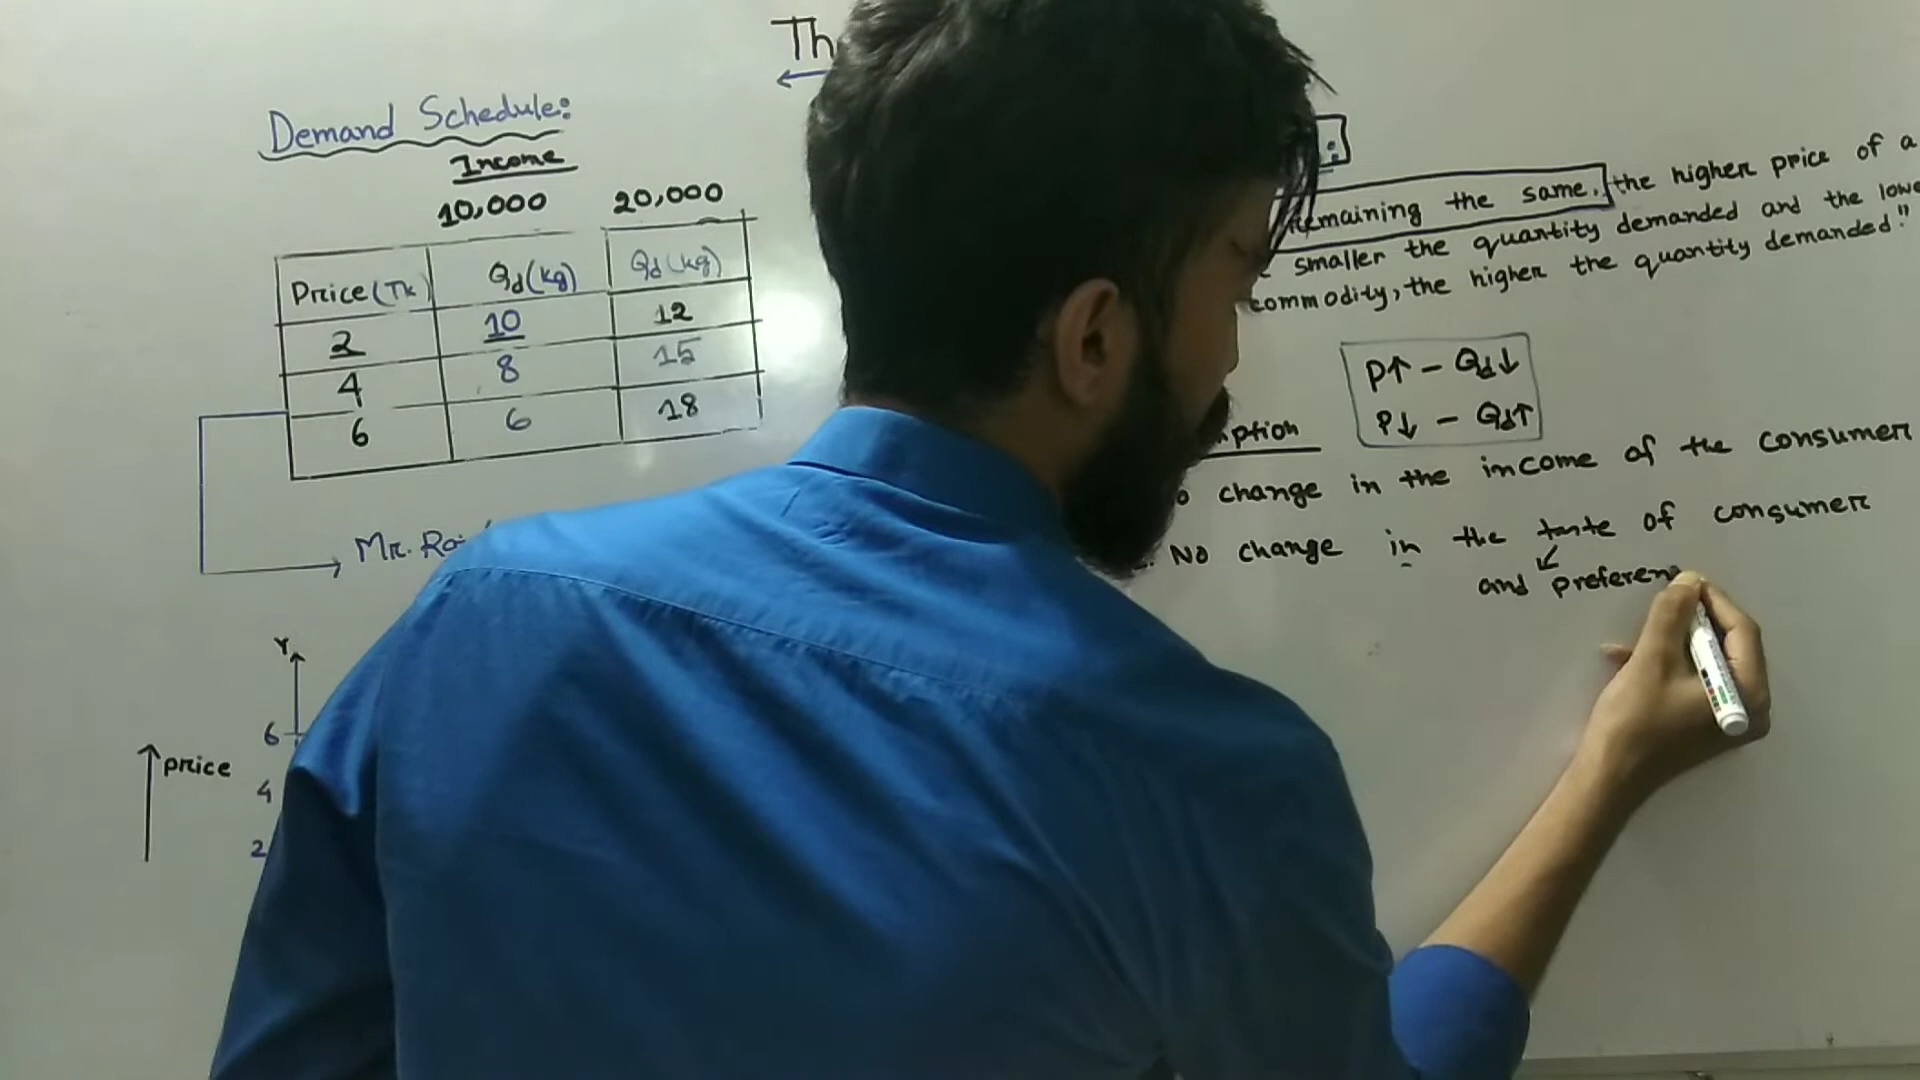 Th
Demand Schedule:
Income
10,000 20,000
Price (Tk) Qd (kg) Qd (kg)
2 10 12
4 8 15
6 6 18
Mr.
Y
6
price
4
2
:
remaining the same, the higher price of a
smaller the quantity demanded and the
commodity, the higher the quantity demanded."
P↑ - Qd↓
P↓ - Qd↑
ption
change in the income of the consumer
No change in the taste of consumer
and preferen